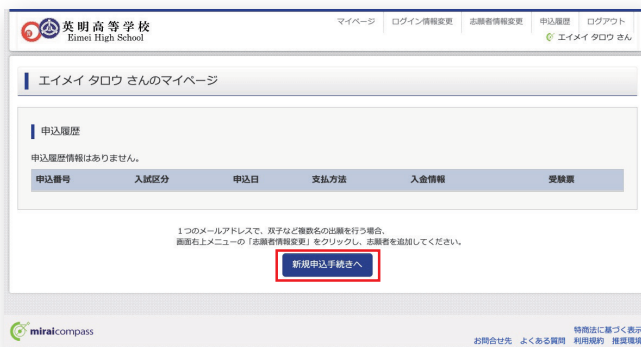 英明高等学校
Eimei High School
マイページ ログイン情報変更 志願者情報変更 申込履歴 ログアウト
エイメイ タロウ さん
エイメイ タロウ さんのマイページ
申込履歴
申込履歴情報はありません。
申込番号 入試区分 申込日 支払方法 入金情報 受験票
1つのメールアドレスで、双子など複数名の出願を行う場合、
画面右上メニューの「志願者情報変更」をクリックし、志願者を追加してください。
新規申込手続きへ
miraicompass
特商法に基づく表示
お問合せ先 よくある質問 利用規約 推奨環境